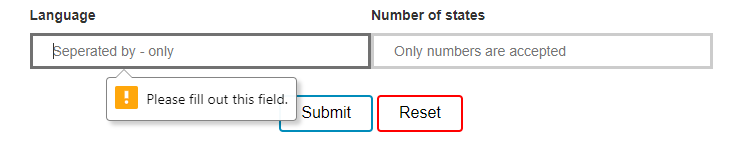 Language
Number of states
Seperated by - only
Only numbers are accepted
Please fill out this field.
Submit
Reset